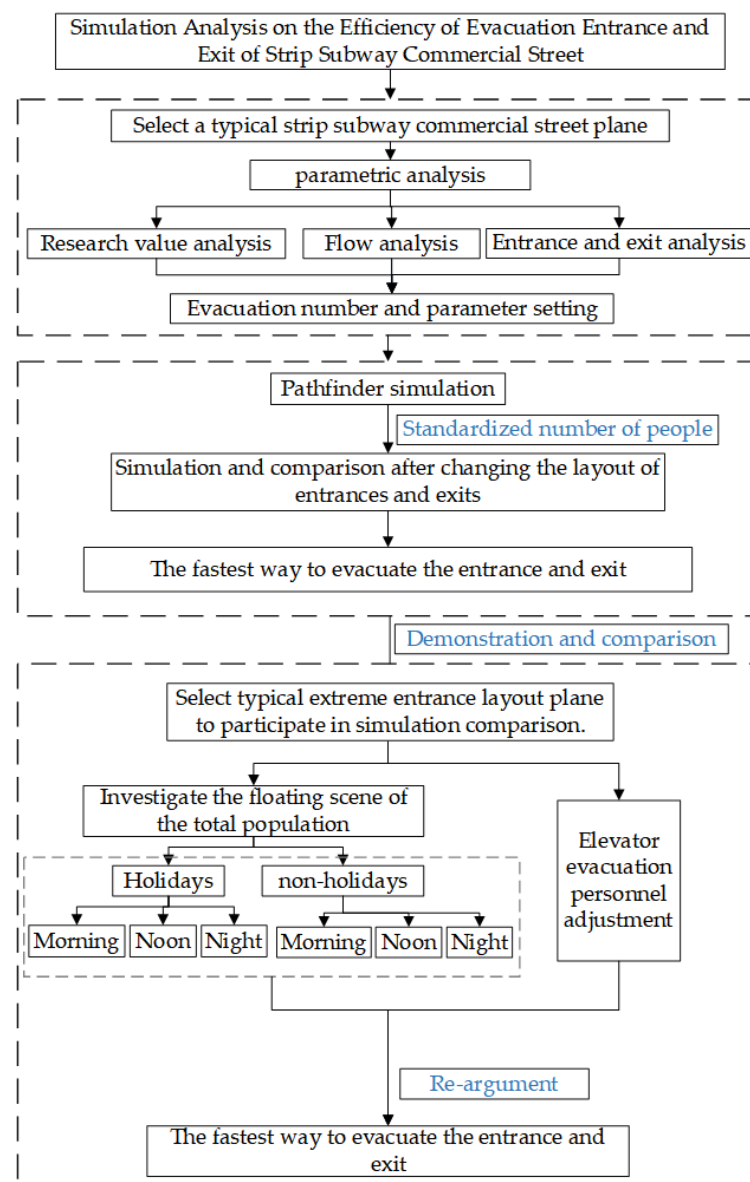 Simulation Analysis on the Efficiency of Evacuation Entrance and
Exit of Strip Subway Commercial Street
Select a typical strip subway commercial street plane
parametric analysis
Research value analysis
Flow analysis
Entrance and exit analysis
Evacuation number and parameter setting
Pathfinder simulation
Standardized number of people
Simulation and comparison after changing the layout of
entrances and exits
The fastest way to evacuate the entrance and exit
Demonstration and comparison
Select typical extreme entrance layout plane
to participate in simulation comparison.
Investigate the floating scene of
the total population
Elevator
evacuation
personnel
adjustment
Holidays
non-holidays
Morning
Noon
Night
Morning
Noon
Night
Re-argument
The fastest way to evacuate the entrance and
exit